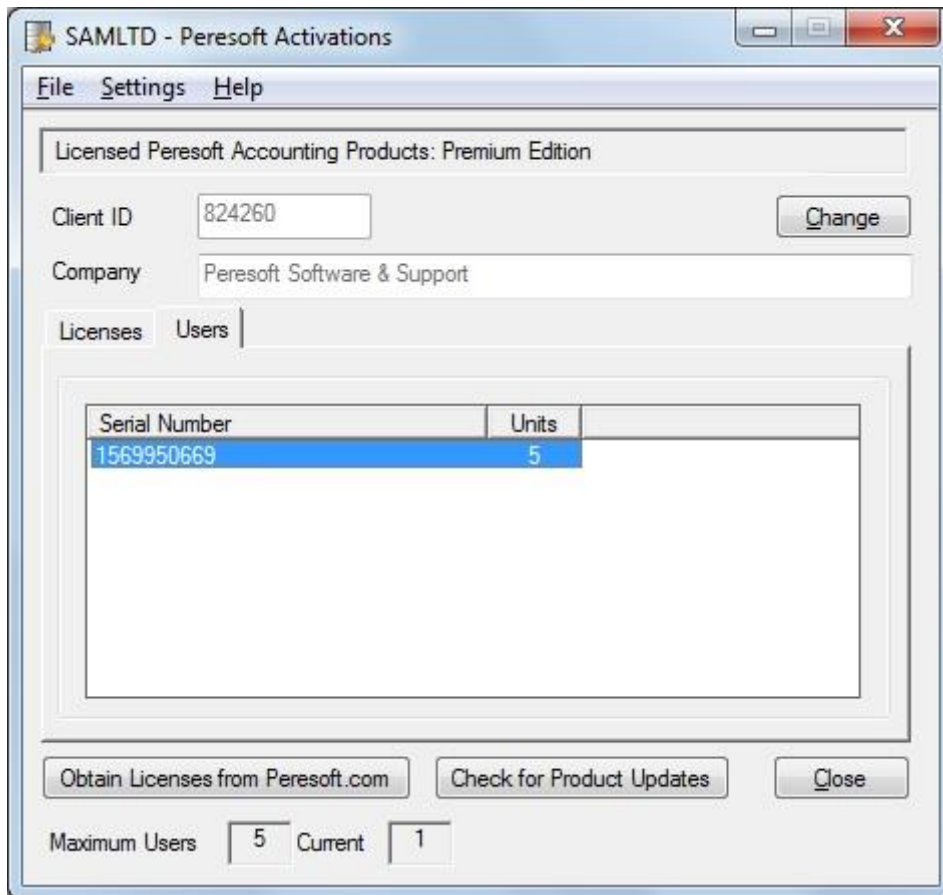 SAMLTD - Peresoft Activations
File Settings Help
Licensed Peresoft Accounting Products: Premium Edition
Client ID 824260 Change
Company Peresoft Software & Support
Licenses Users
Serial Number Units
1569950669 5
Obtain Licenses from Peresoft.com Check for Product Updates Close
Maximum Users 5 Current 1